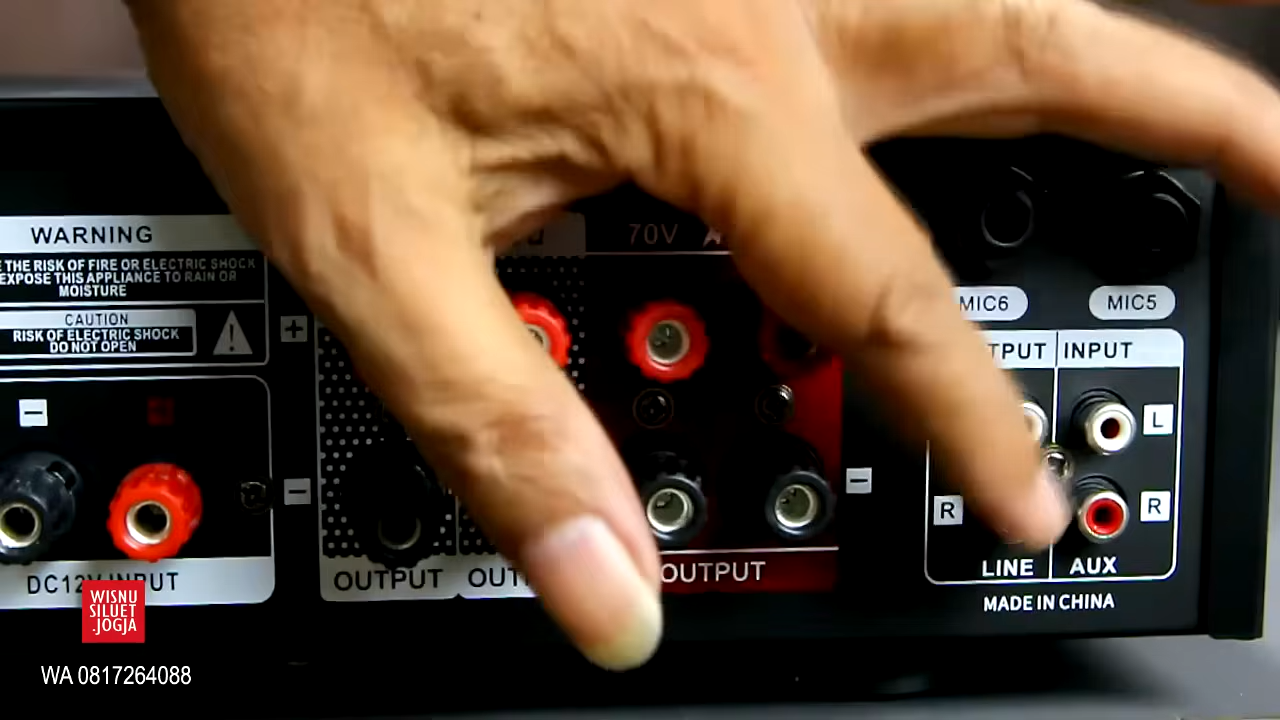 WARNING
THE RISK OF FIRE OR ELECTRIC SHOCK
EXPOSE THIS APPLIANCE TO RAIN OR
MOISTURE
CAUTION
RISK OF ELECTRIC SHOCK
DO NOT OPEN
DC12V INPUT
+
70V
OUTPUT
OUTPUT
MIC6
MIC5
INPUT
L
R
R
LINE
AUX
MADE IN CHINA
WISNU
SILUET
.JOGJA
WA 0817264088